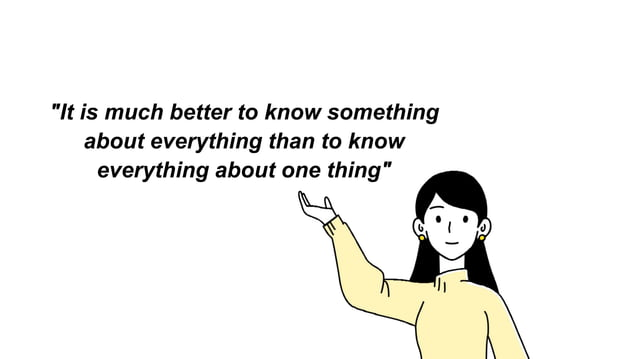 "It is much better to know something
about everything than to know
everything about one thing"